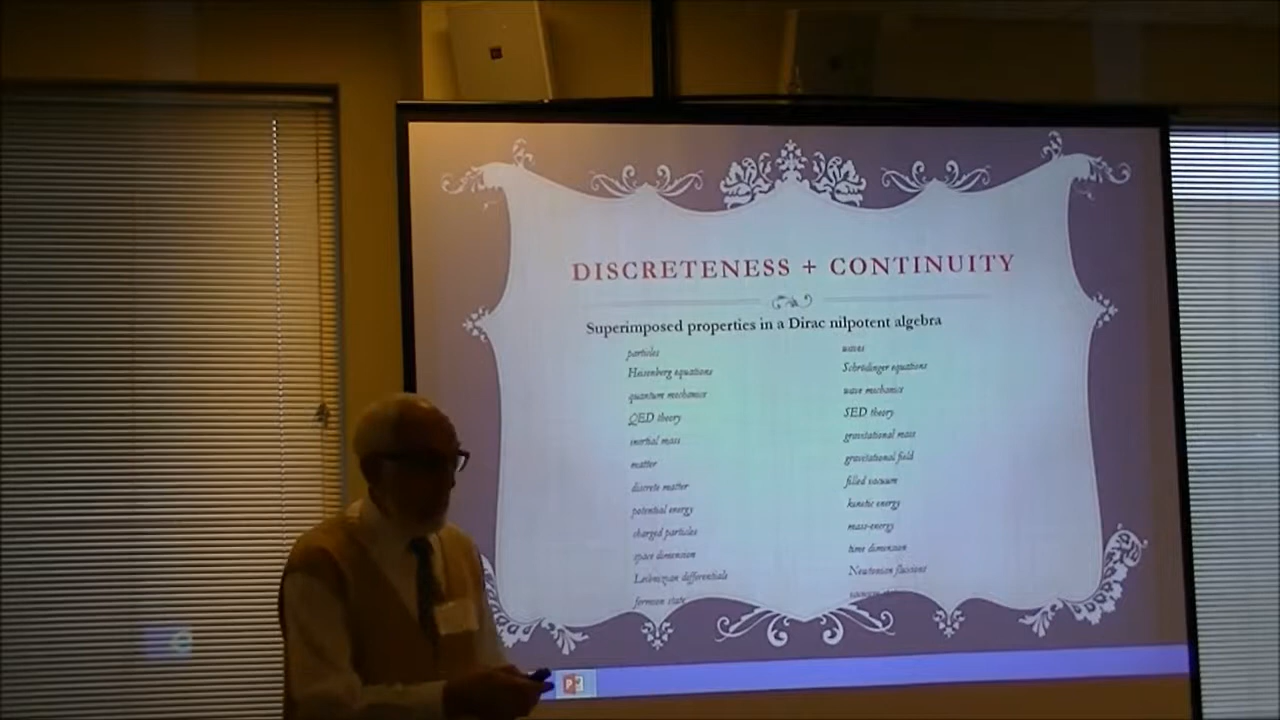 DISCRETENESS + CONTINUITY
Superimposed properties in a Dirac nilpotent algebra
particles waves
Heisenberg equations Schrodinger equations
quantum mechanics wave mechanics
QED theory SED theory
inertial mass gravitational mass
matter gravitational field
discrete matter filled vacuum
potential energy kinetic energy
charged particles mass-energy
space dimension time dimension
Leibnizian differentials Newtonian fluxions
fermion state